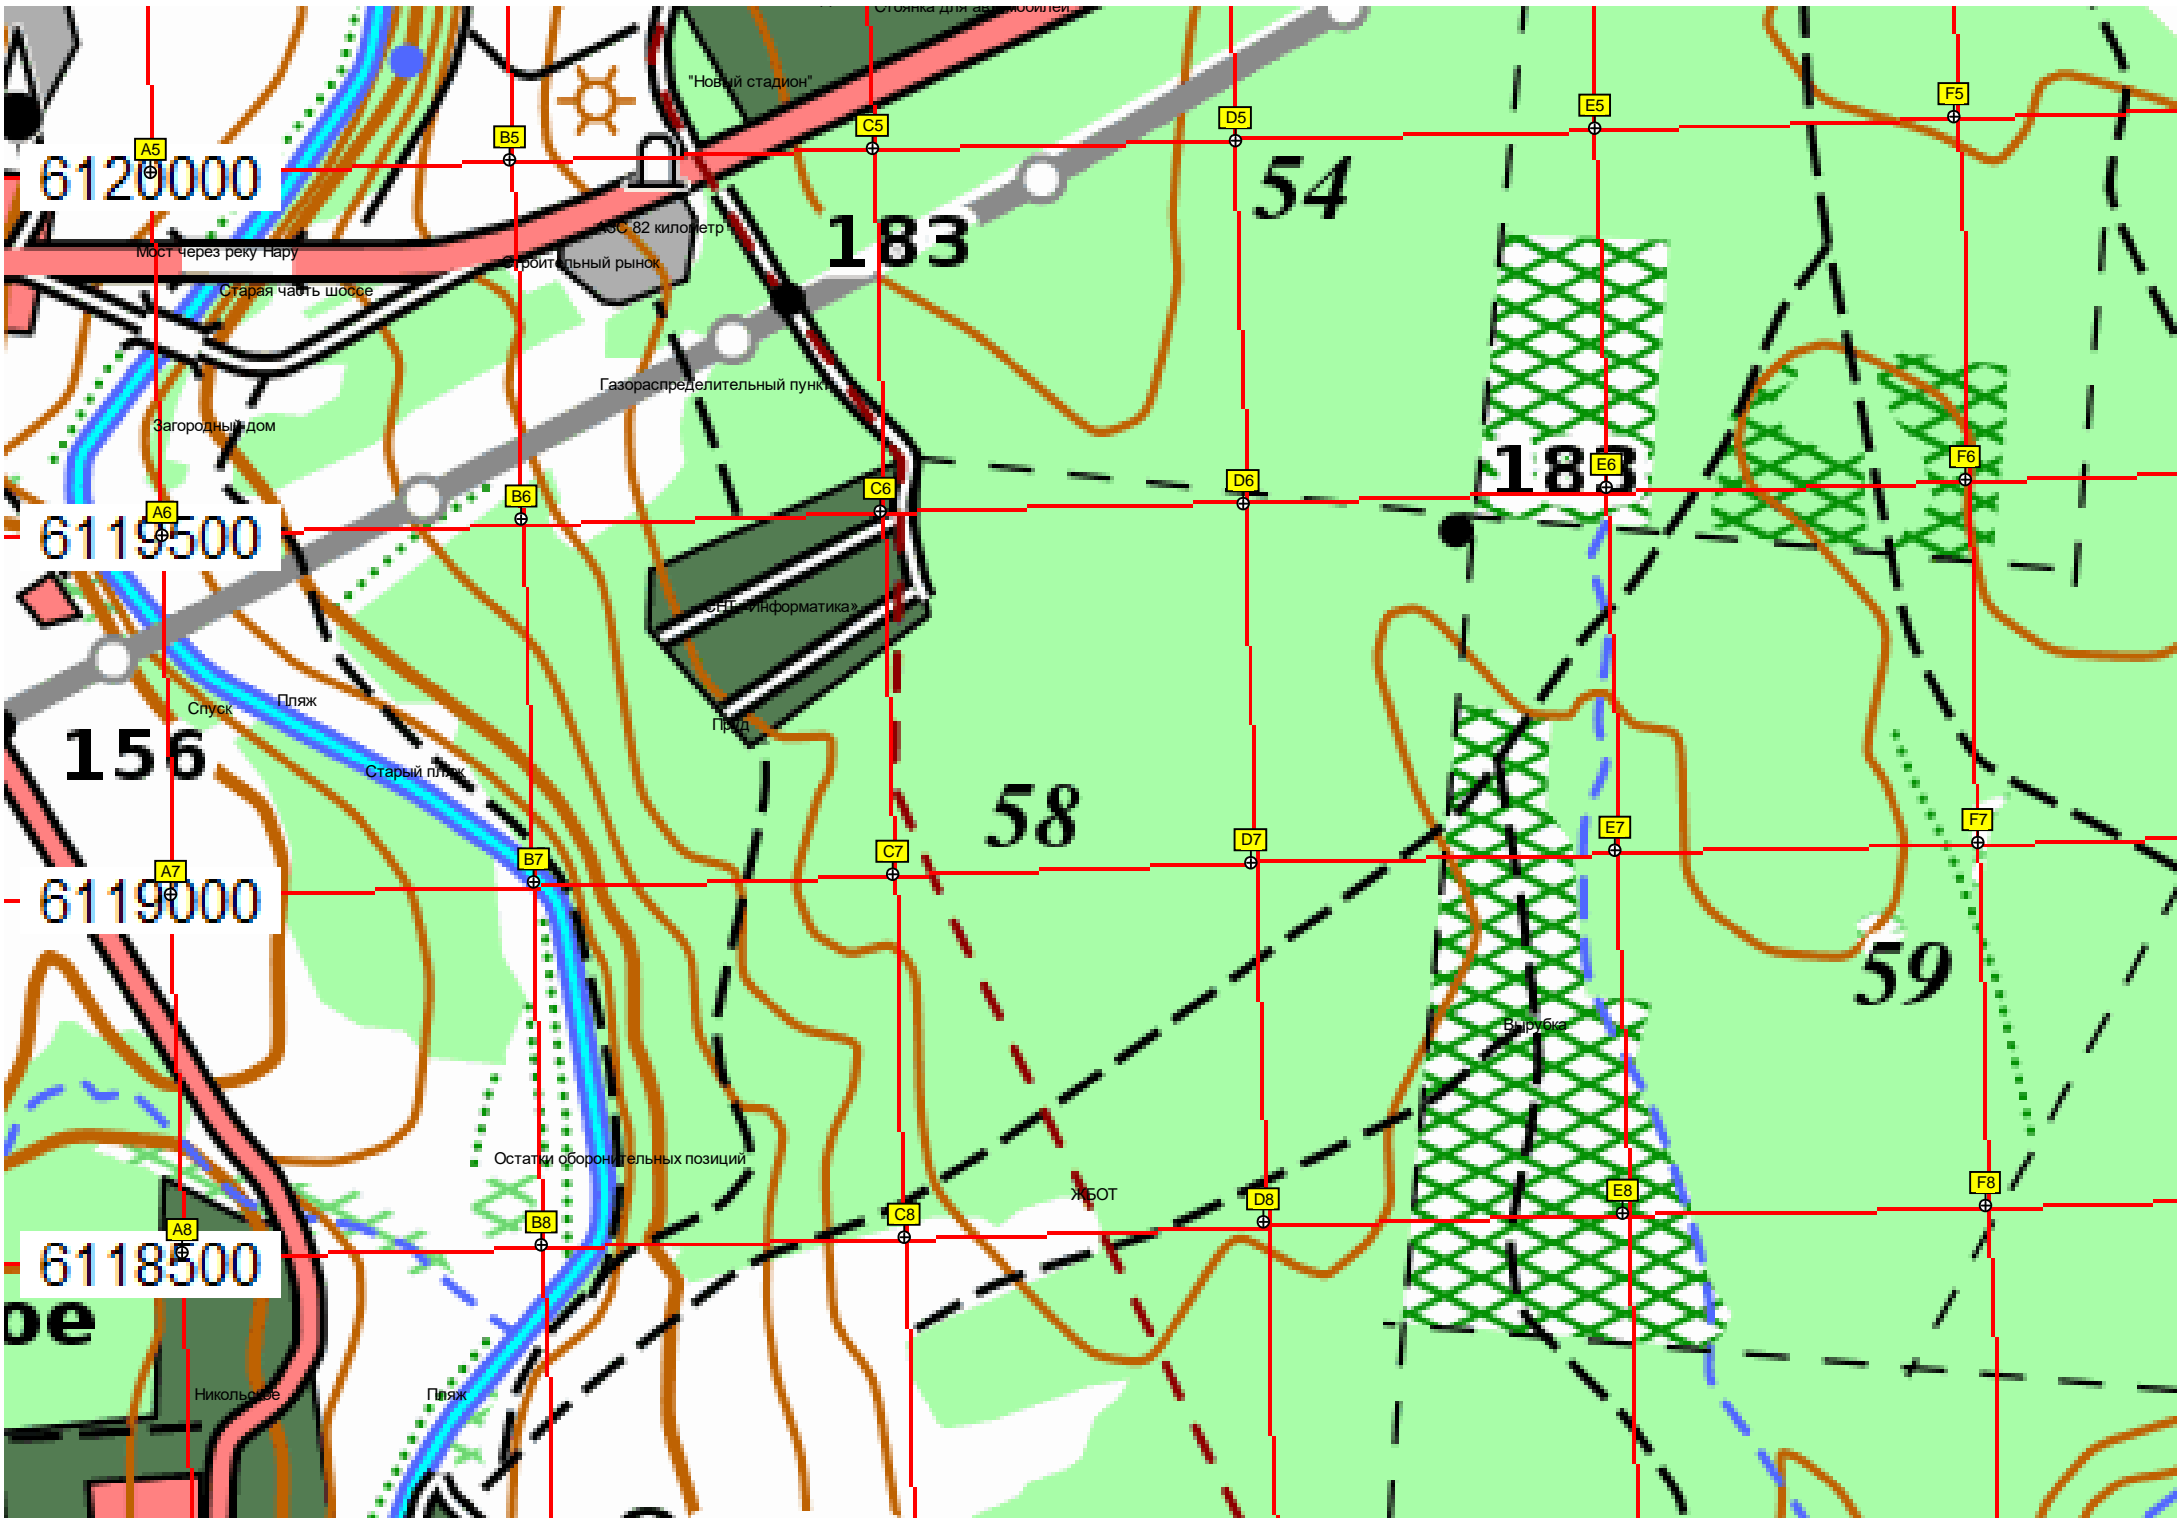 "Новый стадион"
F5
E5
D5
C5
B5
A5
6120000
54
183
АЗС 82 километр
Мост через реку Нару
Строительный рынок
Старая часть шоссе
Газораспределительный пункт
Загородный дом
F6
E6
183
D6
C6
B6
A6
6119500
СНТ «Информатика»
Пляж
Спуск
Пруд
156
Старый пляж
58
F7
E7
D7
C7
B7
A7
6119000
59
Вырубка
Остатки оборонительных позиций
ЖБОТ
F8
E8
D8
C8
B8
A8
6118500
ое
Никольское
Пляж